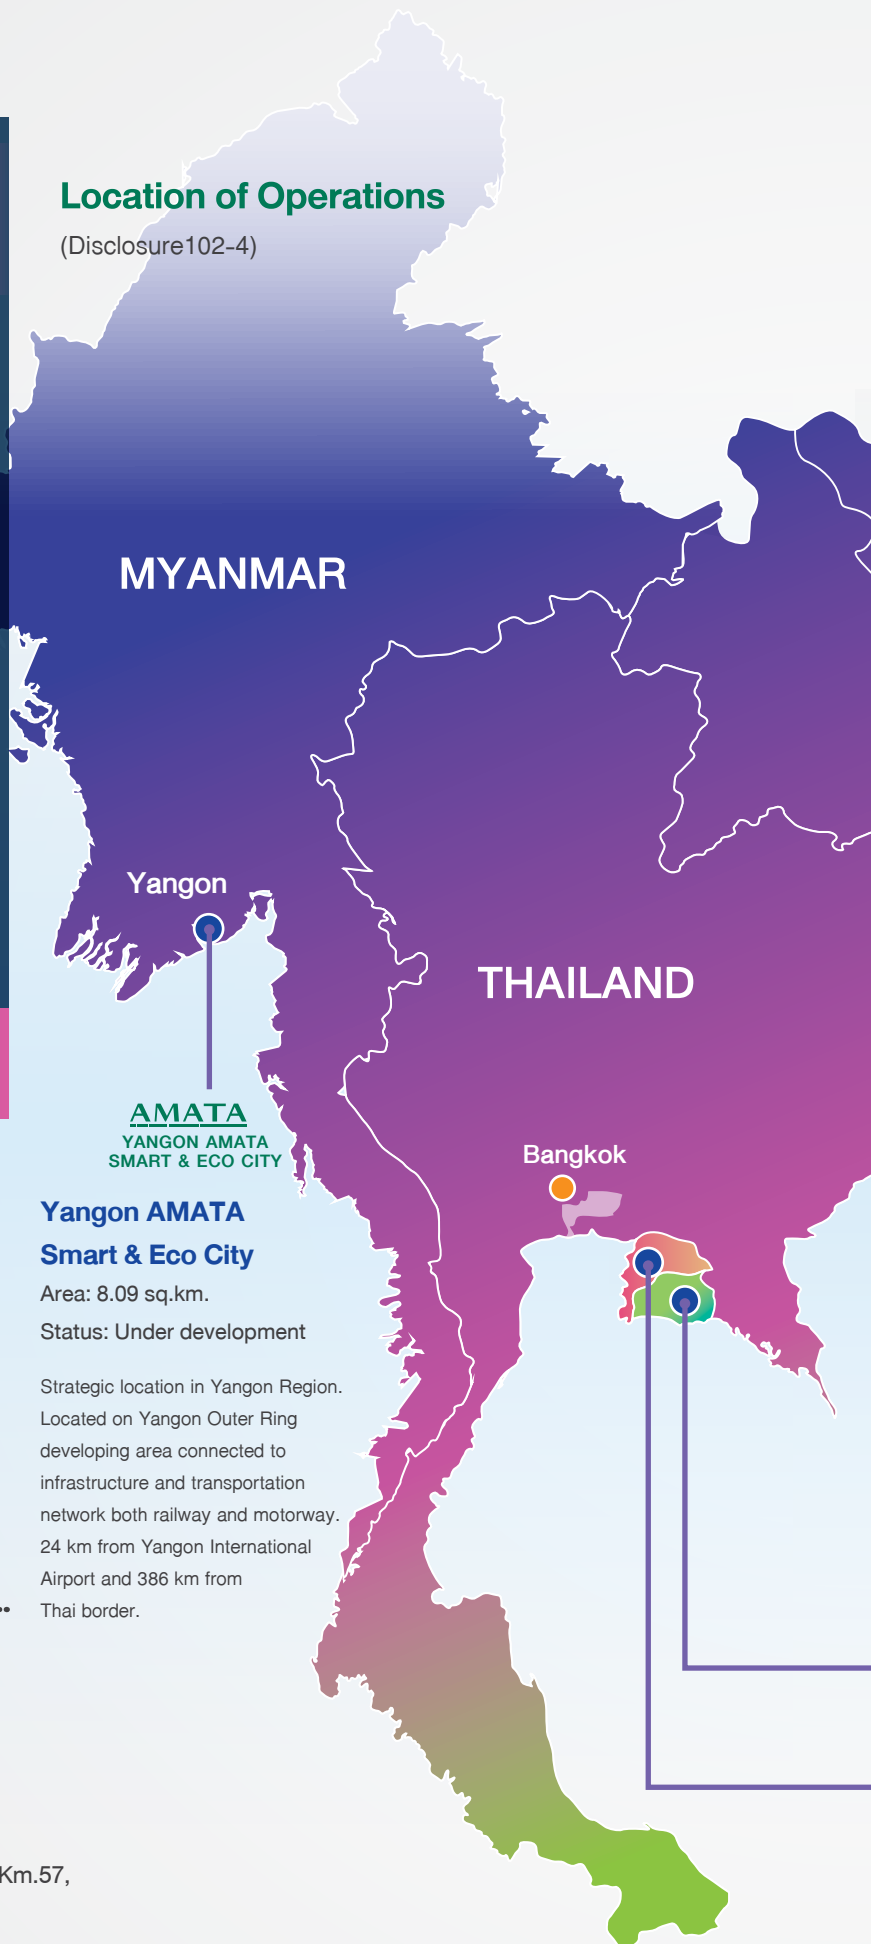 Location of Operations
(Disclosure102-4)
MYANMAR
Yangon
THAILAND
Bangkok
AMATA
YANGON AMATA
SMART & ECO CITY
Yangon AMATA
Smart & Eco City
Area: 8.09 sq.km.
Status: Under development
Strategic location in Yangon Region.
Located on Yangon Outer Ring
developing area connected to
infrastructure and transportation
network both railway and motorway.
24 km from Yangon International
Airport and 386 km from
Thai border.
Km.57,